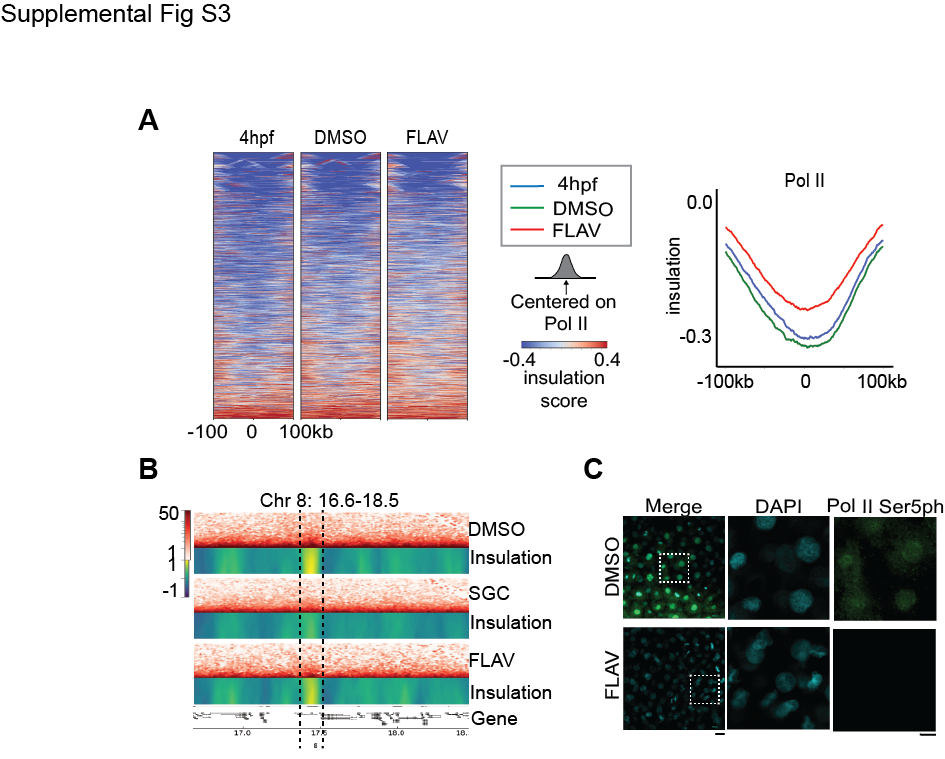 Supplemental Fig S3
A
4hpf DMSO FLAV
-100 0 100kb
4hpf
DMSO
FLAV
Centered on
Pol II
-0.4 0.4
insulation
score
Pol II
0.0
insulation
-0.3
-100kb 0 100kb
B
Chr 8: 16.6-18.5
50
1
1
-1
DMSO
Insulation
SGC
Insulation
FLAV
Insulation
Gene
17.0 17.5 18.0 18.
C
Merge DAPI Pol II Ser5ph
DMSO
FLAV